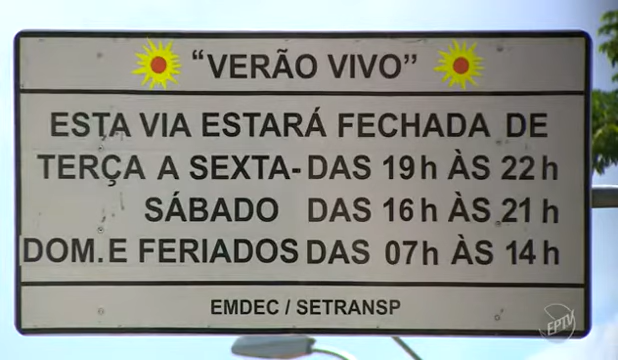 “VERÃO VIVO”
ESTA VIA ESTARÁ FECHADA DE
TERÇA A SEXTA- DAS 19h ÀS 22h
SÁBADO DAS 16h ÀS 21h
DOM.E FERIADOS DAS 07h ÀS 14h
EMDEC / SETRANSP
EPTV